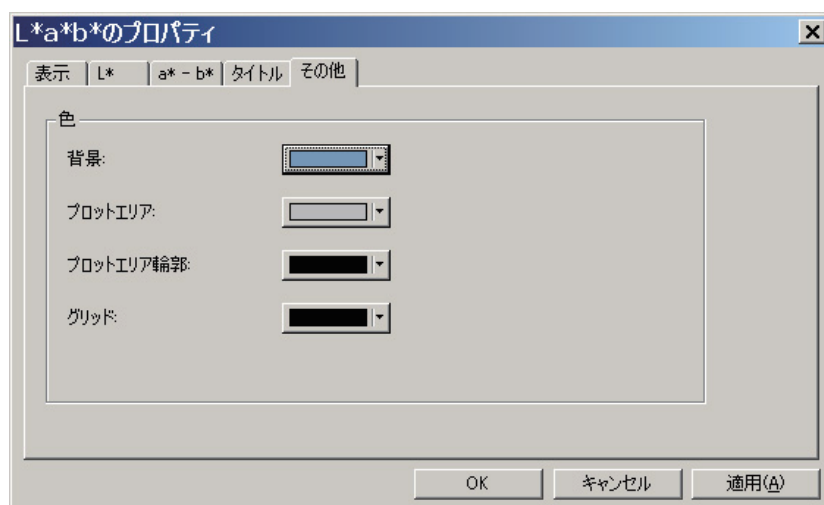 L*a*b*のプロパティ
表示 L* a* - b* タイトル その他
色
背景:
プロットエリア:
プロットエリア輪郭:
グリッド:
OK キャンセル 適用(A)